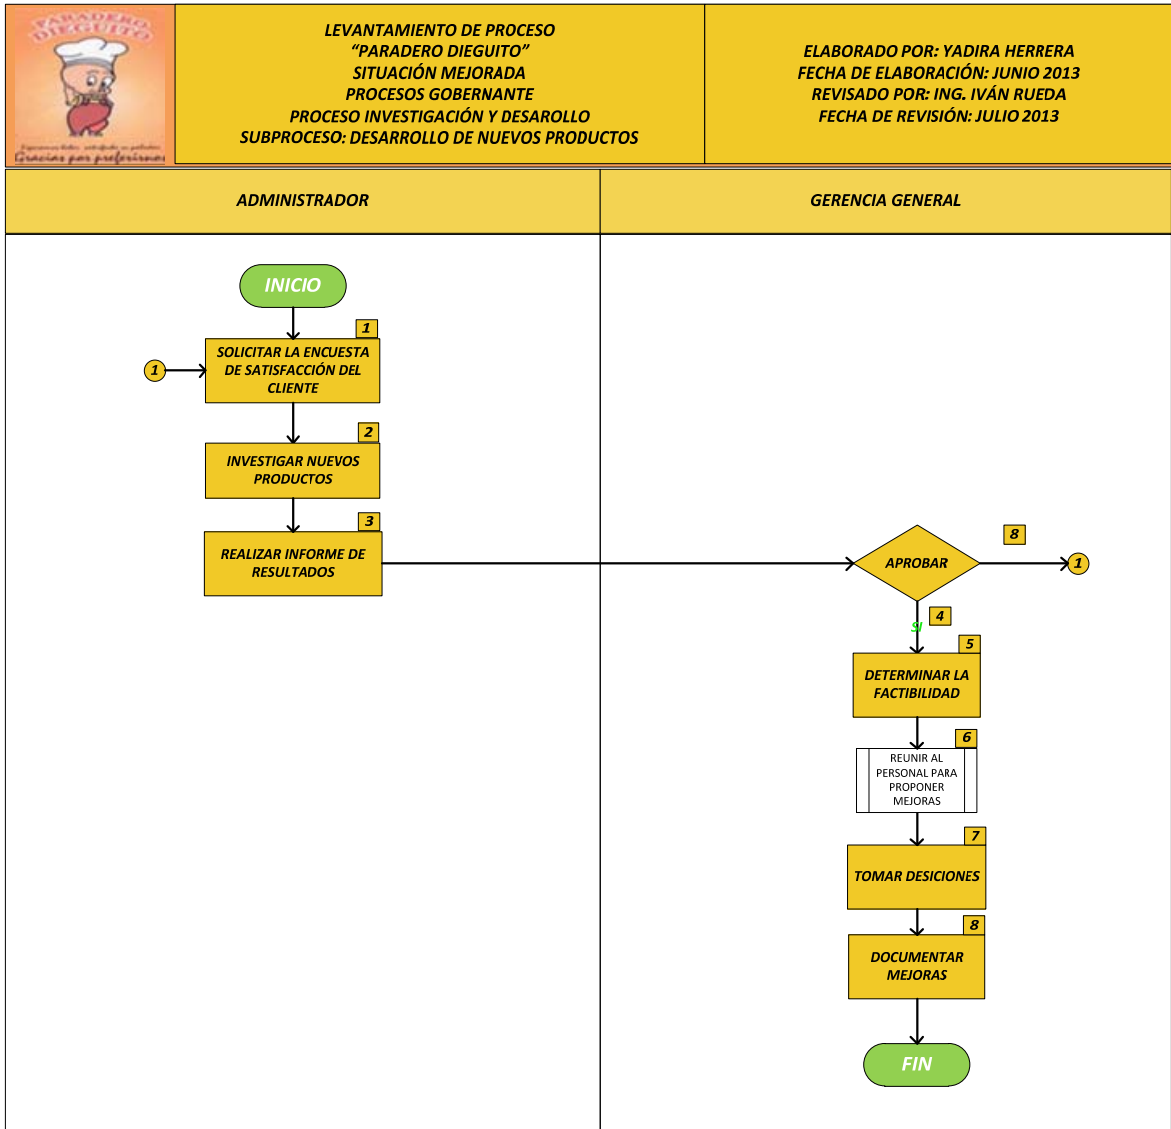 PARADERO
DIEGUITO
Gracias por preferirnos
LEVANTAMIENTO DE PROCESO
“PARADERO DIEGUITO”
SITUACIÓN MEJORADA
PROCESOS GOBERNANTE
PROCESO INVESTIGACIÓN Y DESAROLLO
SUBPROCESO: DESARROLLO DE NUEVOS PRODUCTOS
ELABORADO POR: YADIRA HERRERA
FECHA DE ELABORACIÓN: JUNIO 2013
REVISADO POR: ING. IVÁN RUEDA
FECHA DE REVISIÓN: JULIO 2013
ADMINISTRADOR
GERENCIA GENERAL
INICIO
1
SOLICITAR LA ENCUESTA
DE SATISFACCIÓN DEL
CLIENTE
1
2
INVESTIGAR NUEVOS
PRODUCTOS
3
REALIZAR INFORME DE
RESULTADOS
APROBAR
8
1
4
SI
5
DETERMINAR LA
FACTIBILIDAD
6
REUNIR AL
PERSONAL PARA
PROPONER
MEJORAS
7
TOMAR DESICIONES
8
DOCUMENTAR
MEJORAS
FIN